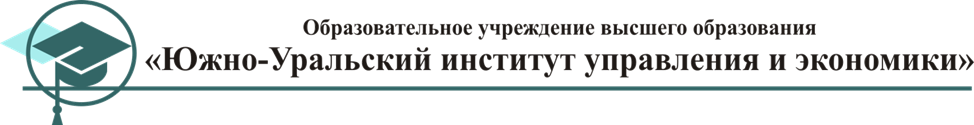 Образовательное учреждение высшего образования
«Южно-Уральский институт управления и экономики»